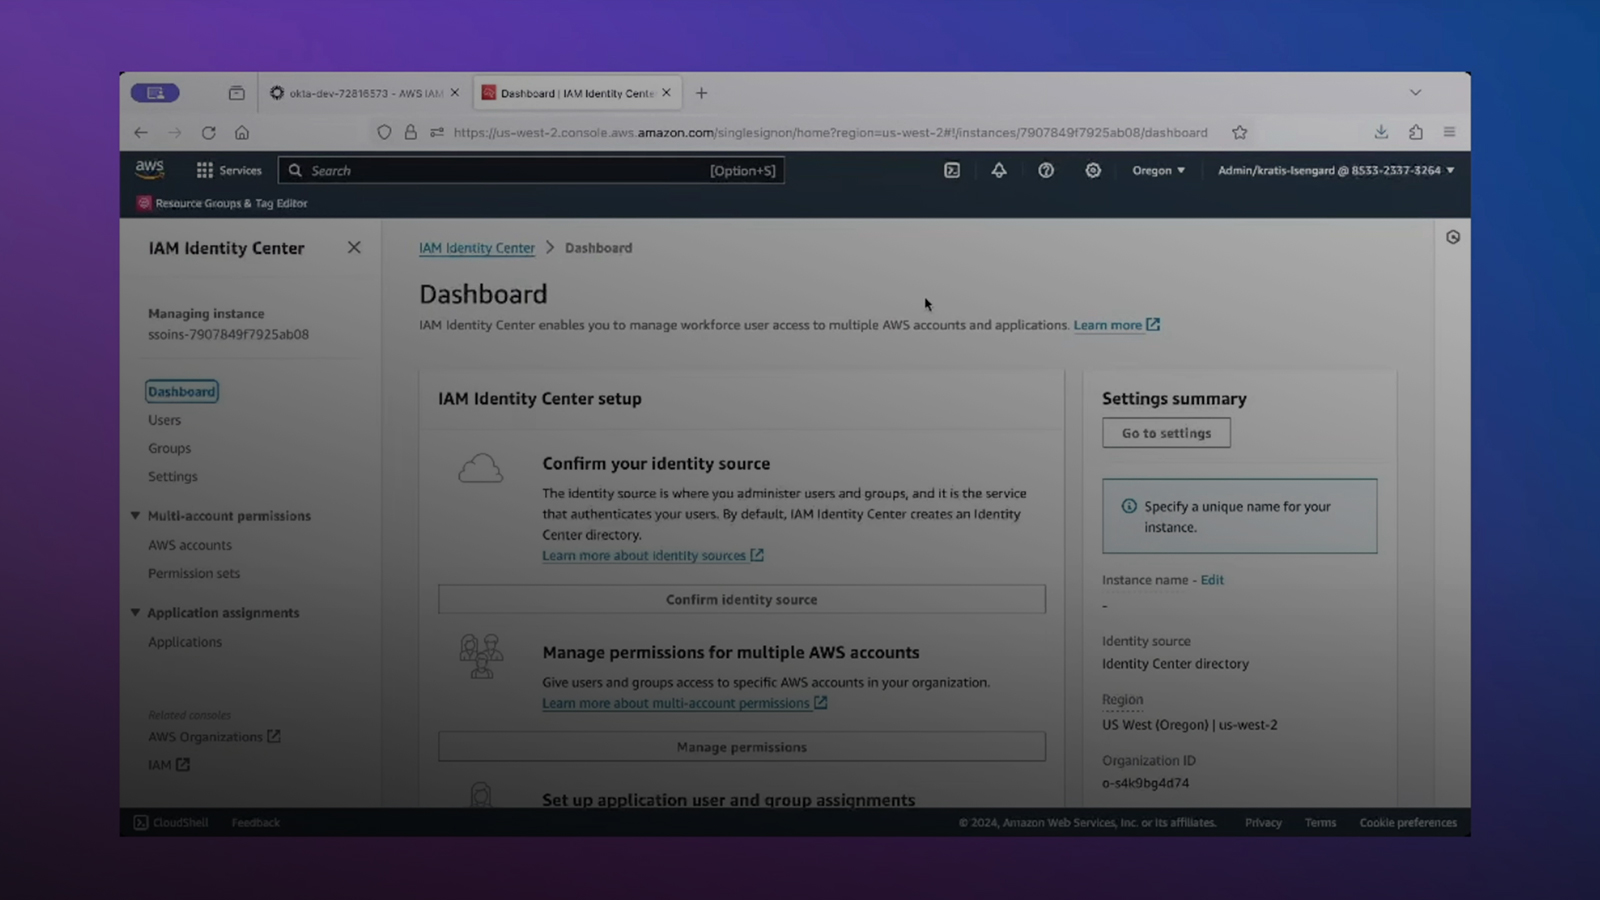 okta-dev-72816573 - AWS IAM
Dashboard | IAM Identity Center
https://us-west-2.console.aws.amazon.com/singlesignon/home?region=us-west-2#!/instances/7907849f7925ab08/dashboard
aws
Services
Search
[Option+S]
Oregon
Admin/kratis-Isengard @ 8533-2337-3264
Resource Groups & Tag Editor
IAM Identity Center
Managing instance
ssoins-7907849f7925ab08
Dashboard
Users
Groups
Settings
Multi-account permissions
AWS accounts
Permission sets
Application assignments
Applications
Related consoles
AWS Organizations
IAM
IAM Identity Center > Dashboard
Dashboard
IAM Identity Center enables you to manage workforce user access to multiple AWS accounts and applications. Learn more
IAM Identity Center setup
Confirm your identity source
The identity source is where you administer users and groups, and it is the service
that authenticates your users. By default, IAM Identity Center creates an Identity
Center directory.
Learn more about identity sources
Confirm identity source
Manage permissions for multiple AWS accounts
Give users and groups access to specific AWS accounts in your organization.
Learn more about multi-account permissions
Manage permissions
Set up application user and group assignments
Settings summary
Go to settings
Specify a unique name for your
instance.
Instance name - Edit
-
Identity source
Identity Center directory
Region
US West (Oregon) | us-west-2
Organization ID
o-s4k9bg4d74
CloudShell
Feedback
© 2024, Amazon Web Services, Inc. or its affiliates.
Privacy
Terms
Cookie preferences